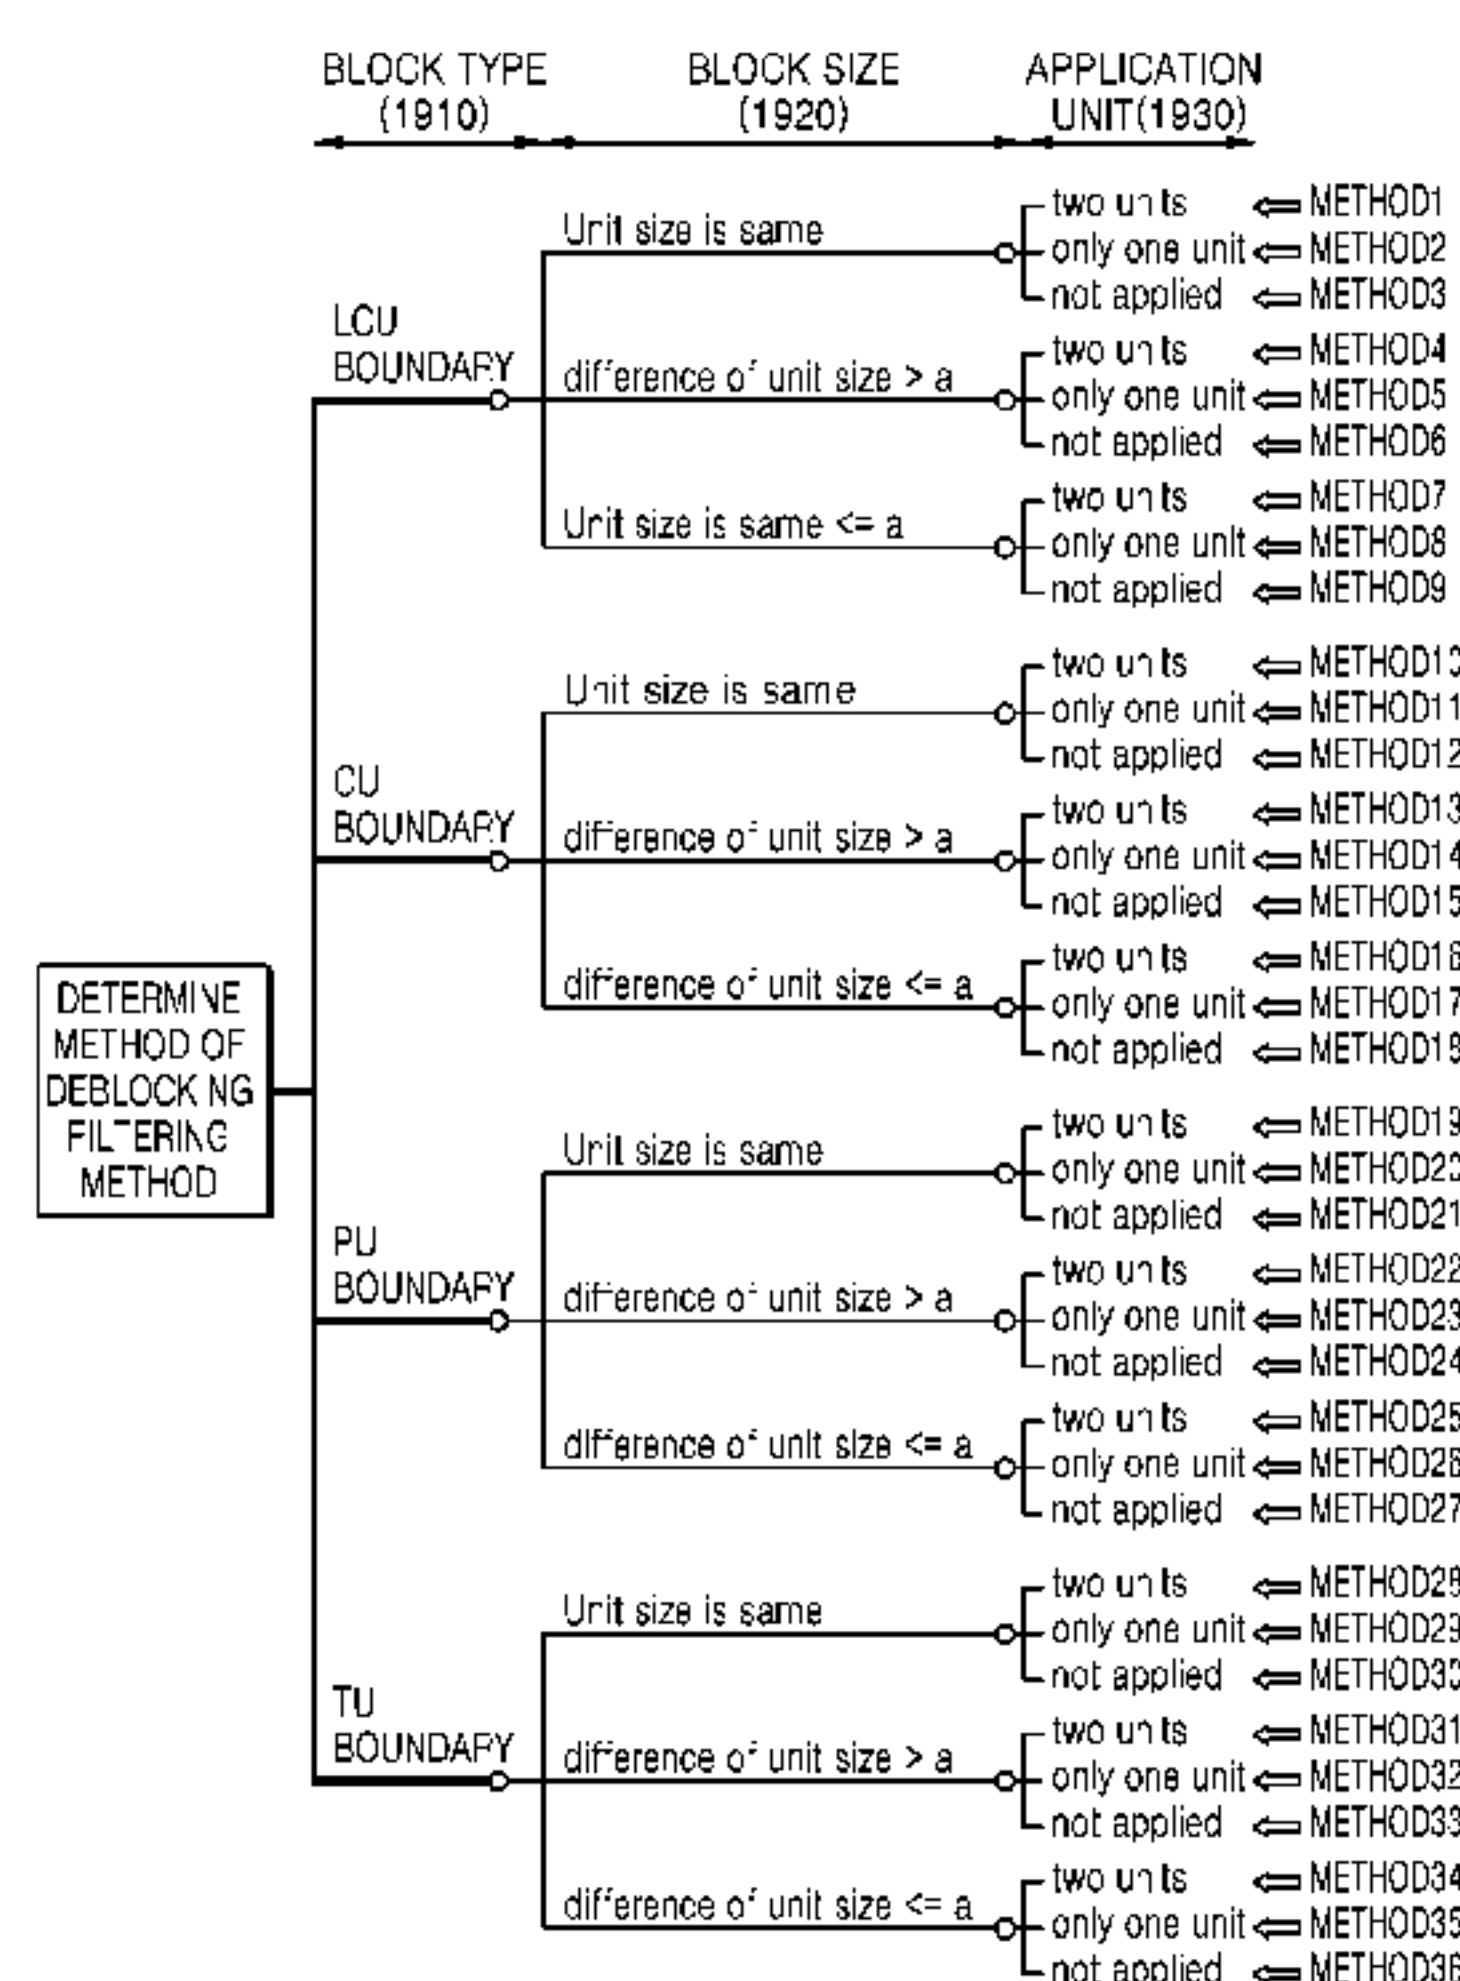 BLOCK TYPE
(1910)
BLOCK SIZE
(1920)
APPLICATION
UNIT(1930)
DETERMINE
METHOD OF
DEBLOCKING
FILTERING
METHOD
LCU
BOUNDARY
Unit size is same
two units METHOD1
only one unit METHOD2
not applied METHOD3
difference of unit size > a
two units METHOD4
only one unit METHOD5
not applied METHOD6
Unit size is same <= a
two units METHOD7
only one unit METHOD8
not applied METHOD9
CU
BOUNDARY
Unit size is same
two units METHOD10
only one unit METHOD11
not applied METHOD12
difference of unit size > a
two units METHOD13
only one unit METHOD14
not applied METHOD15
difference of unit size <= a
two units METHOD16
only one unit METHOD17
not applied METHOD18
PU
BOUNDARY
Unit size is same
two units METHOD19
only one unit METHOD20
not applied METHOD21
difference of unit size > a
two units METHOD22
only one unit METHOD23
not applied METHOD24
difference of unit size <= a
two units METHOD25
only one unit METHOD26
not applied METHOD27
TU
BOUNDARY
Unit size is same
two units METHOD28
only one unit METHOD29
not applied METHOD30
difference of unit size > a
two units METHOD31
only one unit METHOD32
not applied METHOD33
difference of unit size <= a
two units METHOD34
only one unit METHOD35
not applied METHOD36